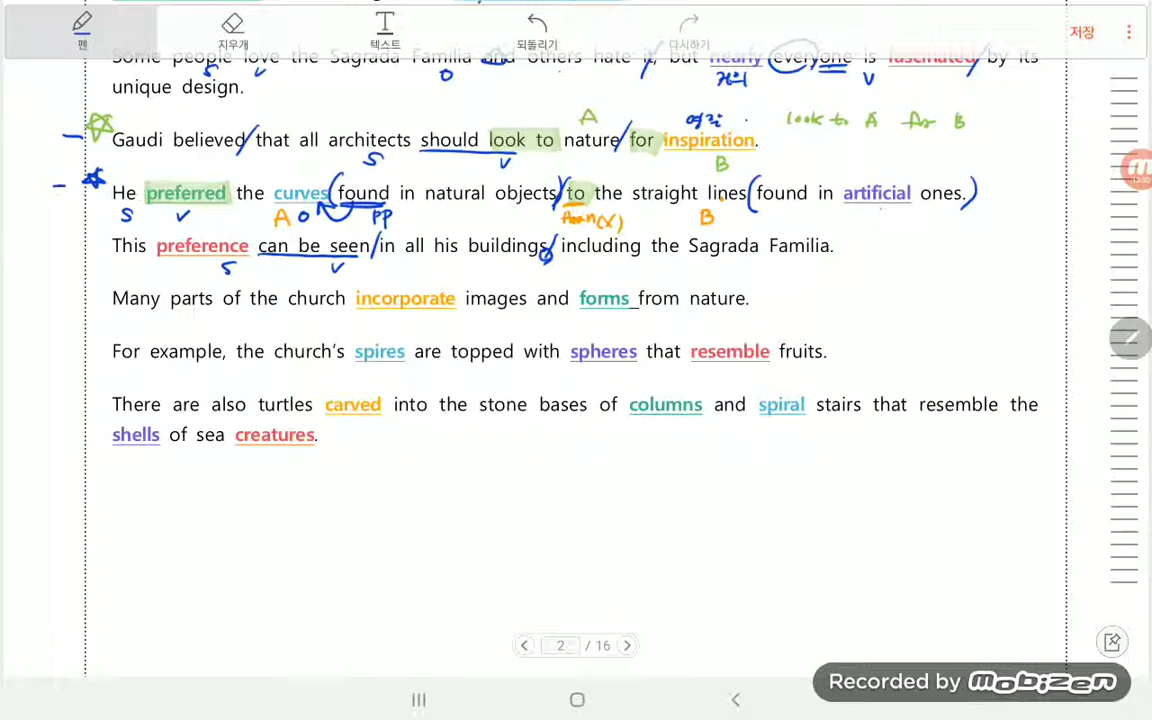 펜 지우개 텍스트 되돌리기 다시하기 저장
Some people love the Sagrada Familia and others hate it, but nearly everyone is fascinated by its
S V O 거의 V
unique design.
A 영감 look to A for B
Gaudi believed that all architects should look to nature for inspiration.
S V B
He preferred the curves found in natural objects to the straight lines found in artificial ones.
S V A O PP than (X) B
This preference can be seen in all his buildings including the Sagrada Familia.
S V
Many parts of the church incorporate images and forms from nature.
For example, the church's spires are topped with spheres that resemble fruits.
There are also turtles carved into the stone bases of columns and spiral stairs that resemble the
shells of sea creatures.
2 / 16
Recorded by mobizen